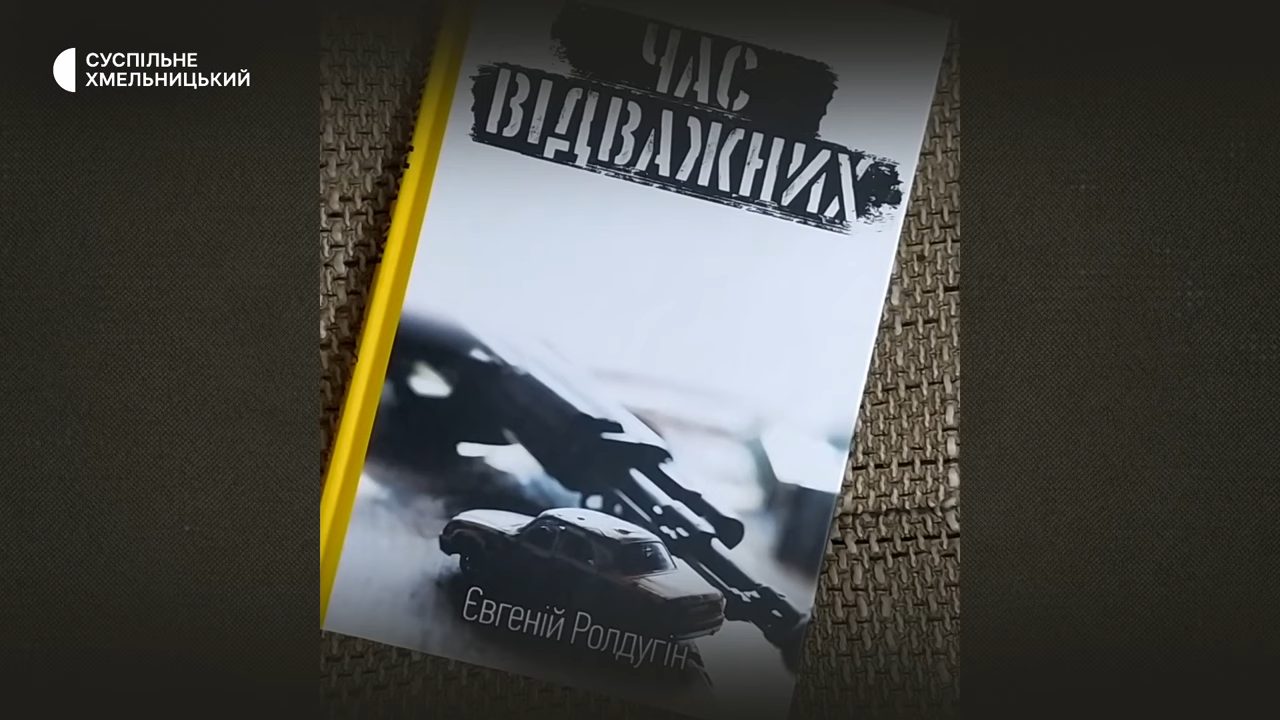 СУСПІЛЬНЕ
ХМЕЛЬНИЦЬКИЙ
ЧАС
ВІДВАЖНИХ
Євгеній Ролдугін